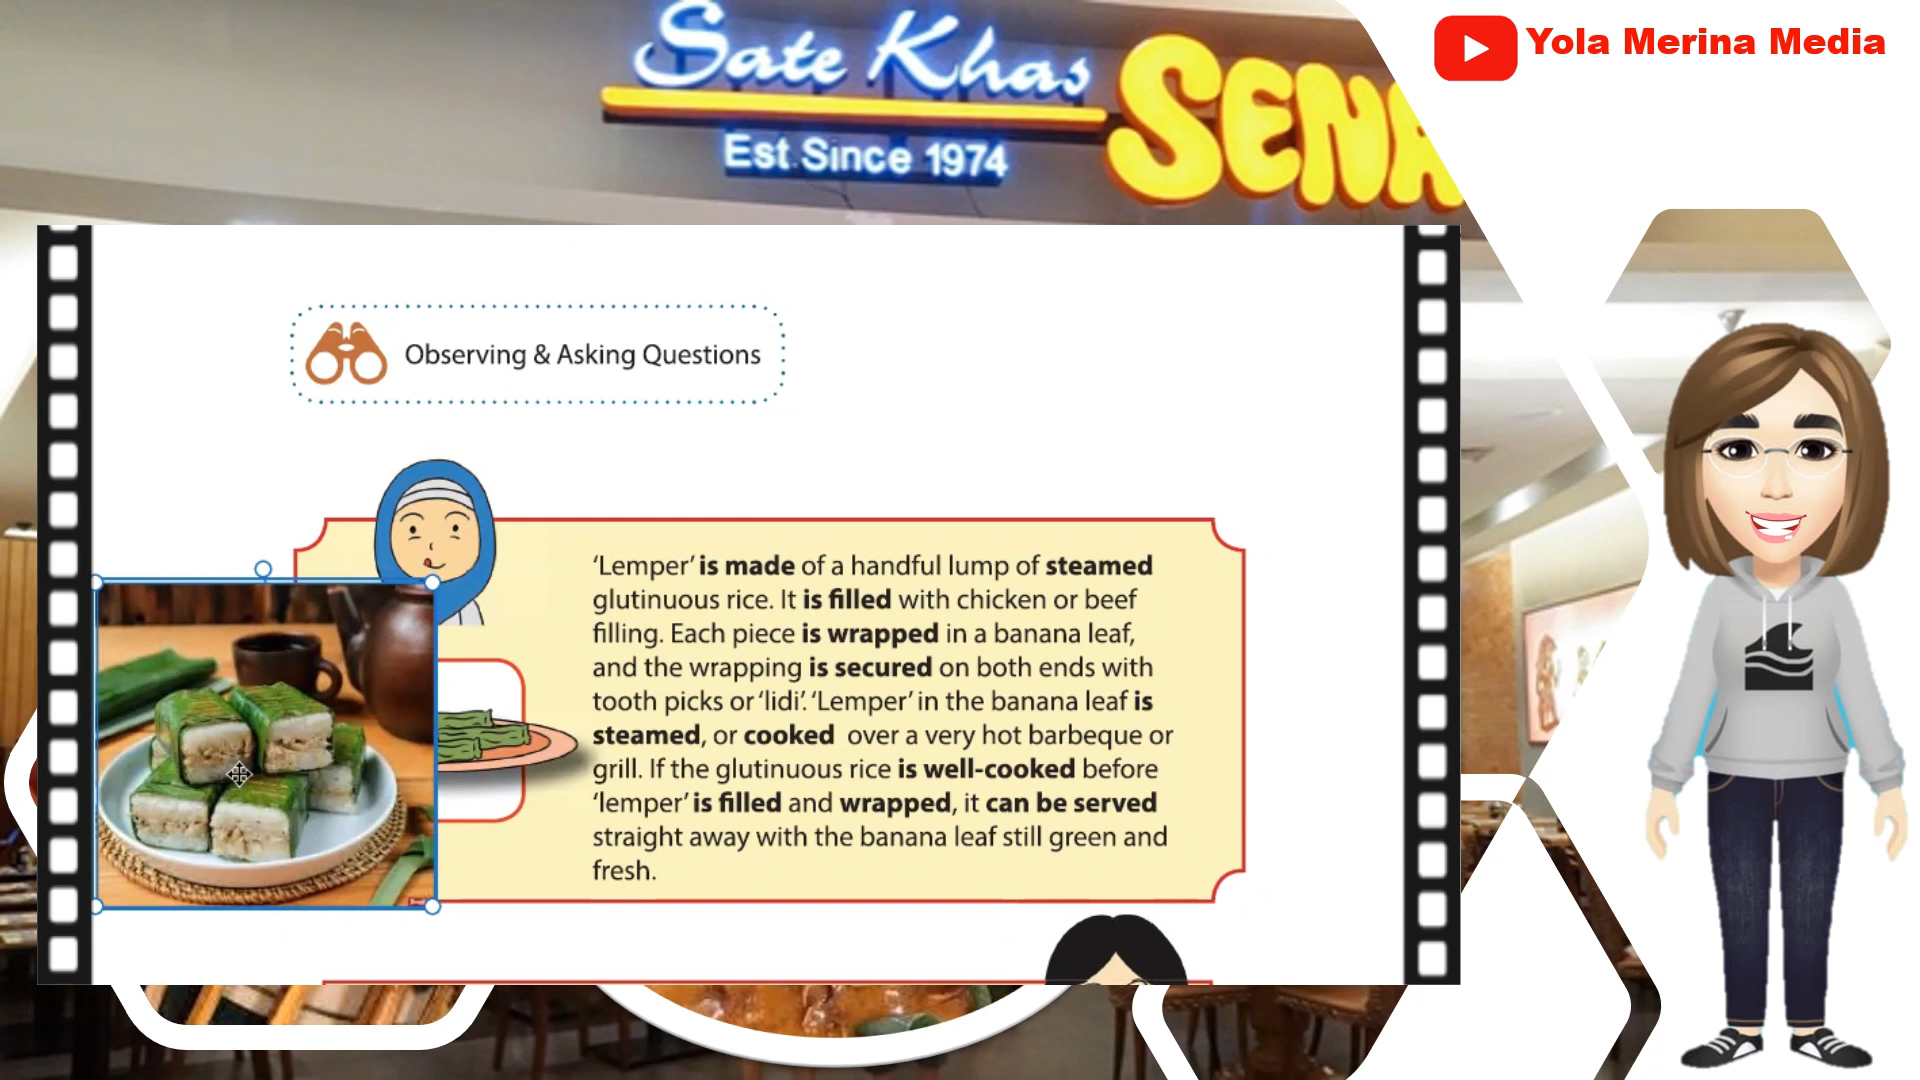 Sate Khas
Est Since 1974
Yola Merina Media
Observing & Asking Questions
‘Lemper’ is made of a handful lump of steamed
glutinuous rice. It is filled with chicken or beef
filling. Each piece is wrapped in a banana leaf,
and the wrapping is secured on both ends with
tooth picks or ‘lidi’. ‘Lemper’ in the banana leaf is
steamed, or cooked over a very hot barbeque or
grill. If the glutinuous rice is well-cooked before
‘lemper’ is filled and wrapped, it can be served
straight away with the banana leaf still green and
fresh.